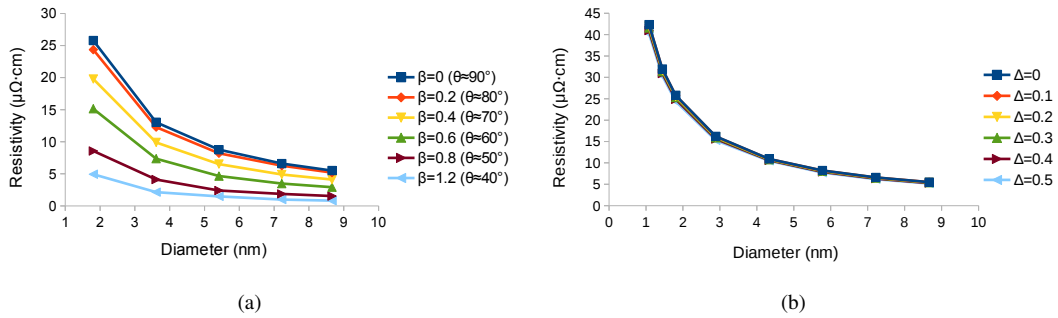 30
25
20
15
10
5
0
1 2 3 4 5 6 7 8 9 10
Resistivity (μΩ·cm)
Diameter (nm)
β=0 (θ≈90°)
β=0.2 (θ≈80°)
β=0.4 (θ≈70°)
β=0.6 (θ≈60°)
β=0.8 (θ≈50°)
β=1.2 (θ≈40°)
(a)
45
40
35
30
25
20
15
10
5
0
0 1 2 3 4 5 6 7 8 9 10
Resistivity (μΩ·cm)
Diameter (nm)
Δ=0
Δ=0.1
Δ=0.2
Δ=0.3
Δ=0.4
Δ=0.5
(b)